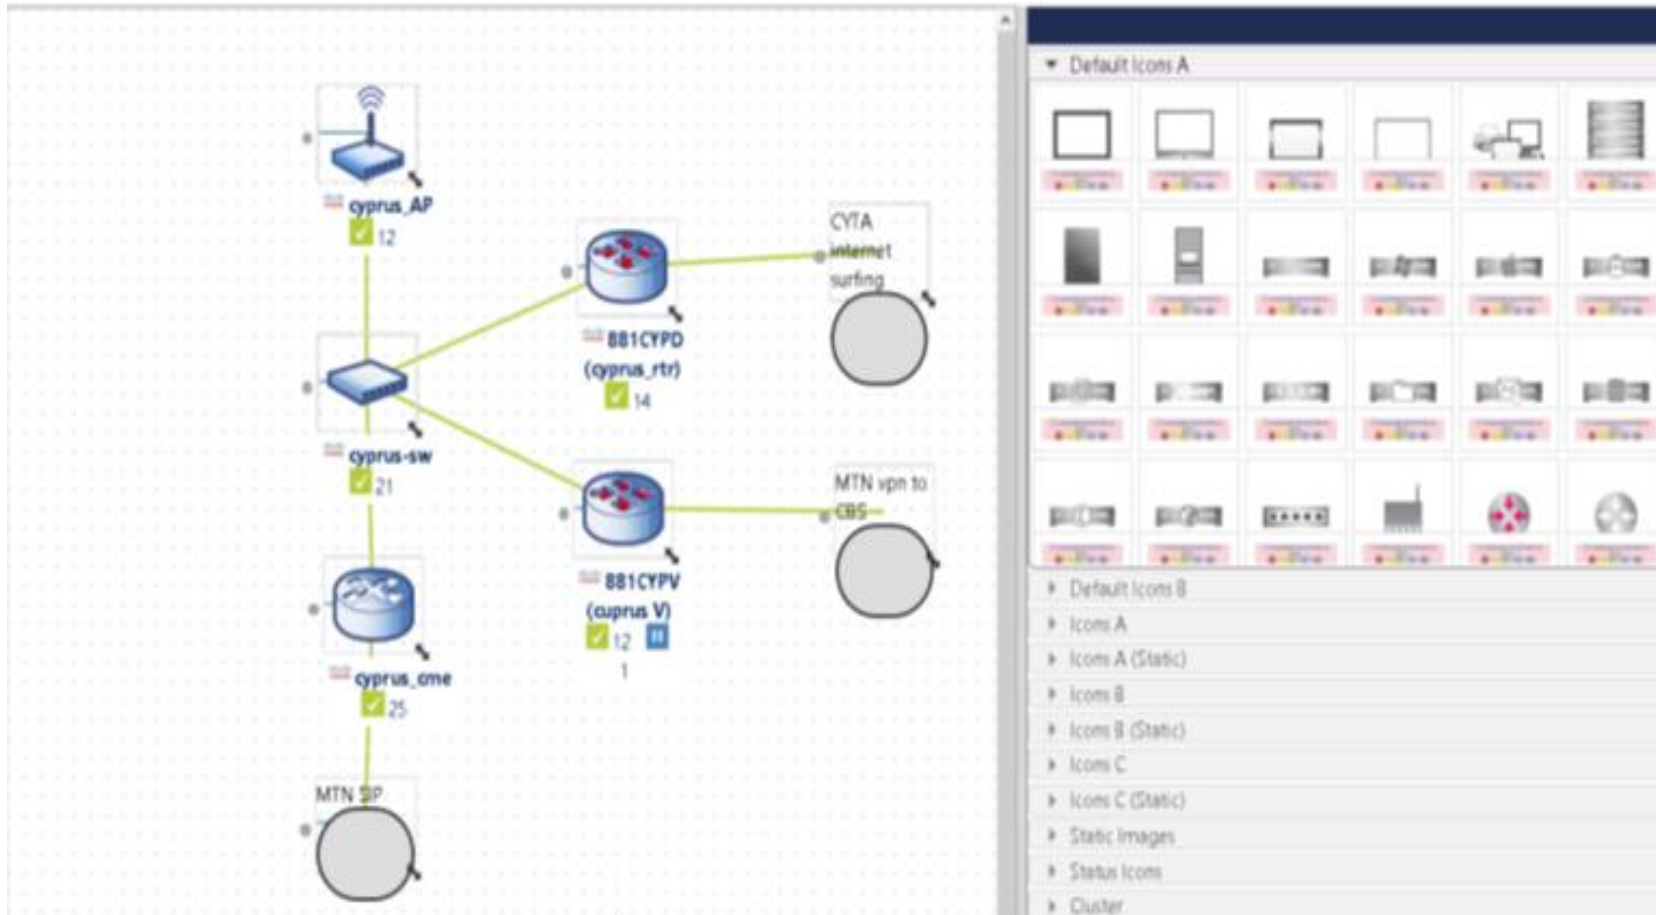 cyprus_AP
12
CYTA
internet
surfing
881CYPD
(cyprus_rtr)
14
cyprus-sw
21
MTN vpn to
CBS
881CYPV
(cuprus V)
12
1
cyprus_cme
25
MTN SIP
Default Icons A
Default Icons B
Icons A
Icons A (Static)
Icons B
Icons B (Static)
Icons C
Icons C (Static)
Static Images
Status Icons
Cluster